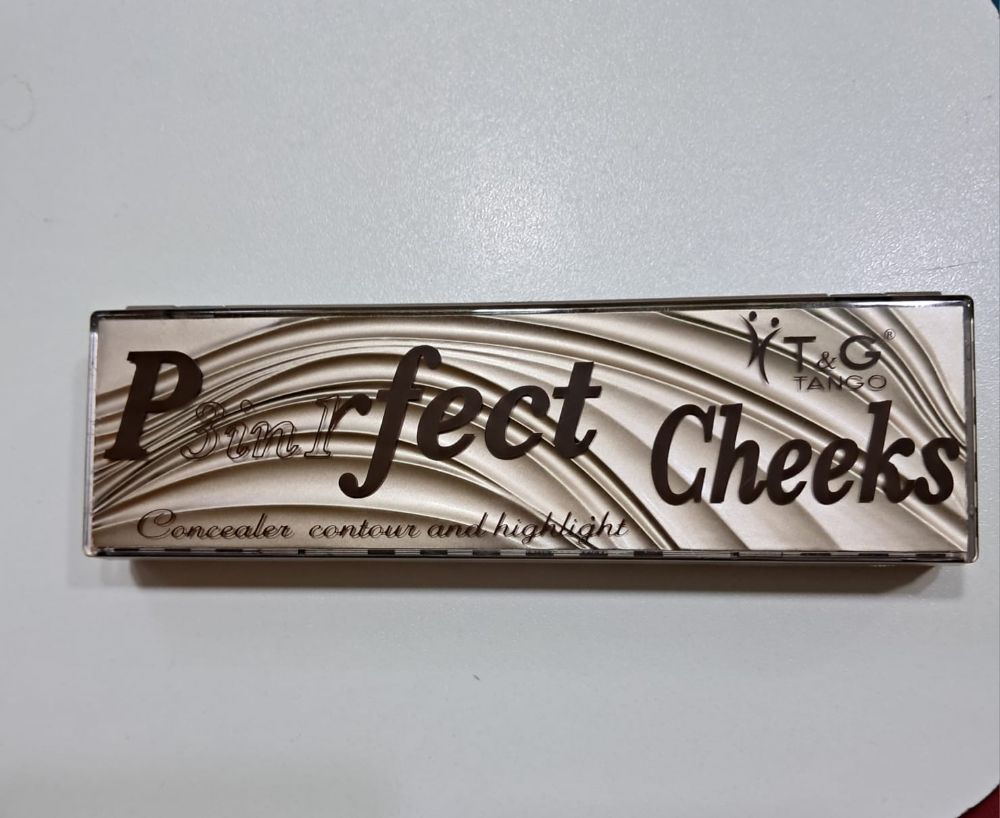 T&G®
TANGO
P3in1rfect Cheeks
Concealer contour and highlight